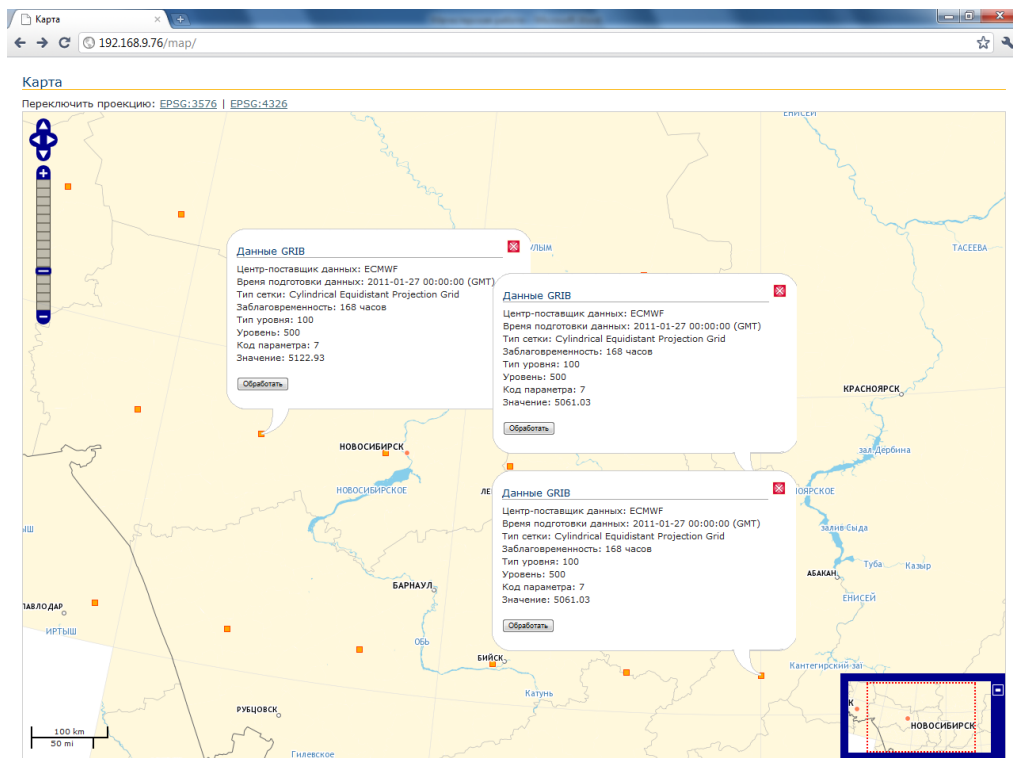 Карта
192.168.9.76/map/
Карта
Переключить проекцию: EPSG:3576 | EPSG:4326
ЕНИСЕЙ
ТАСЕЕВА
Данные GRIB
Центр-поставщик данных: ECMWF
Время подготовки данных: 2011-01-27 00:00:00 (GMT)
Тип сетки: Cylindrical Equidistant Projection Grid
Заблаговременность: 168 часов
Тип уровня: 100
Уровень: 500
Код параметра: 7
Значение: 5122.93
Обработать
УЛЫМ
Данные GRIB
Центр-поставщик данных: ECMWF
Время подготовки данных: 2011-01-27 00:00:00 (GMT)
Тип сетки: Cylindrical Equidistant Projection Grid
Заблаговременность: 168 часов
Тип уровня: 100
Уровень: 500
Код параметра: 7
Значение: 5061.03
Обработать
КРАСНОЯРСК
НОВОСИБИРСК
зал.Дербина
НОВОСИБИРСКОЕ
ЛЕ
Данные GRIB
Центр-поставщик данных: ECMWF
Время подготовки данных: 2011-01-27 00:00:00 (GMT)
Тип сетки: Cylindrical Equidistant Projection Grid
Заблаговременность: 168 часов
Тип уровня: 100
Уровень: 500
Код параметра: 7
Значение: 5061.03
Обработать
НОЯРСКОЕ
ЫШ
залив Сыда
Туба
Казыр
АБАКАН
БАРНАУЛ
ЕНИСЕЙ
ПАВЛОДАР
ИРТЫШ
ОБЬ
БИЙСК
Кантегирский зал
Катунь
РУБЦОВСК
К
НОВОСИБИРСК
100 km
50 mi
Гилевское